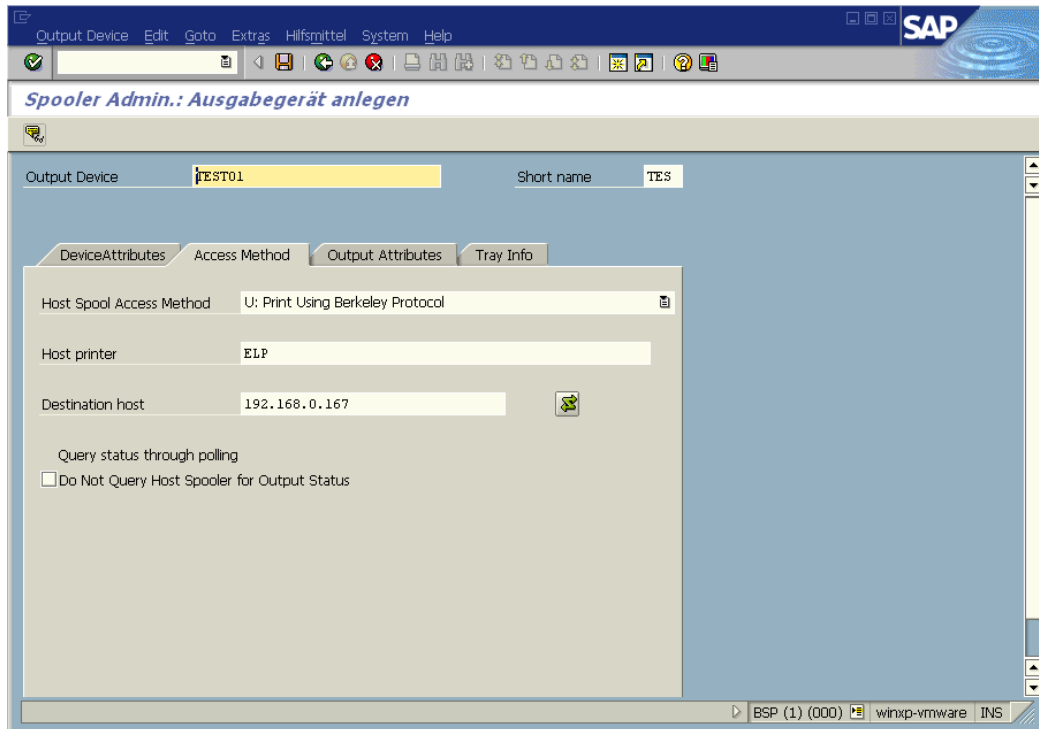 Output Device Edit Goto Extras Hilfsmittel System Help
SAP
Spooler Admin.: Ausgabegerät anlegen
Output Device TEST01 Short name TES
DeviceAttributes Access Method Output Attributes Tray Info
Host Spool Access Method U: Print Using Berkeley Protocol
Host printer ELP
Destination host 192.168.0.167
Query status through polling
Do Not Query Host Spooler for Output Status
BSP (1) (000) winxp-vmware INS